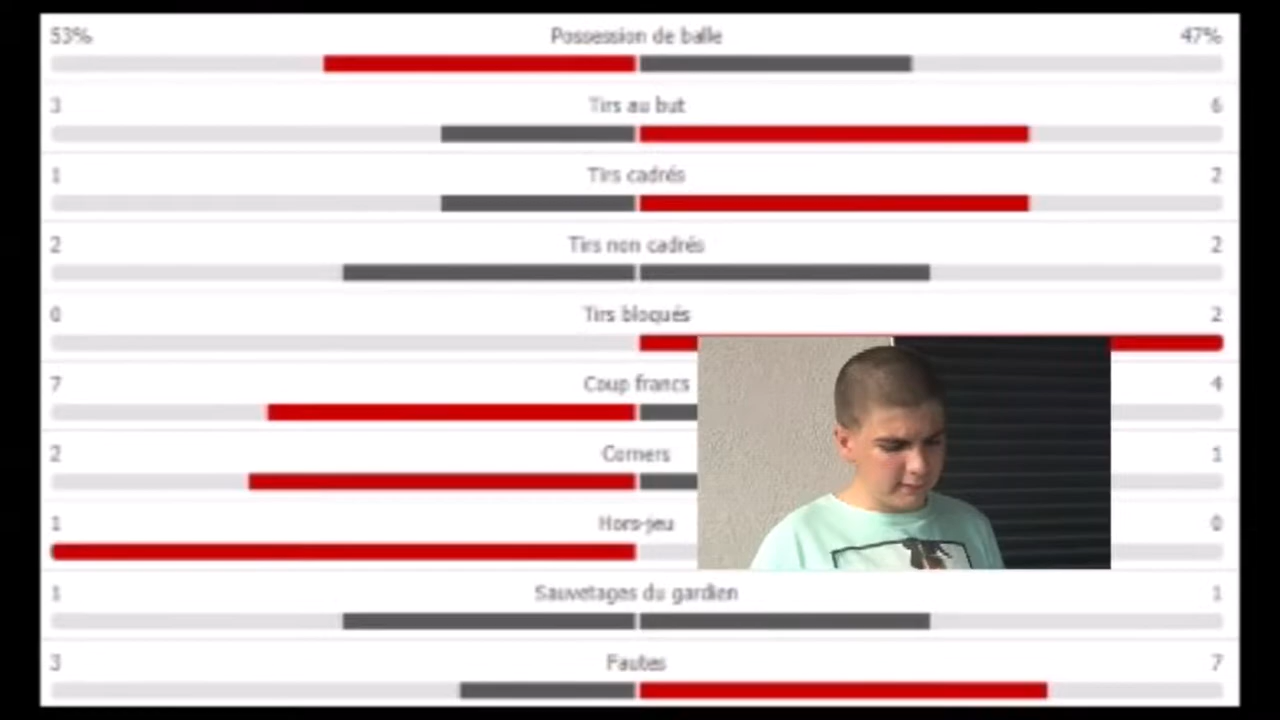 53% Possession de balle 47%
3 Tirs au but 6
1 Tirs cadrés 2
2 Tirs non cadrés 2
0 Tirs bloqués 2
7 Coup francs 4
2 Corners 1
1 Hors-jeu 0
1 Sauvetages du gardien 1
3 Fautes 7